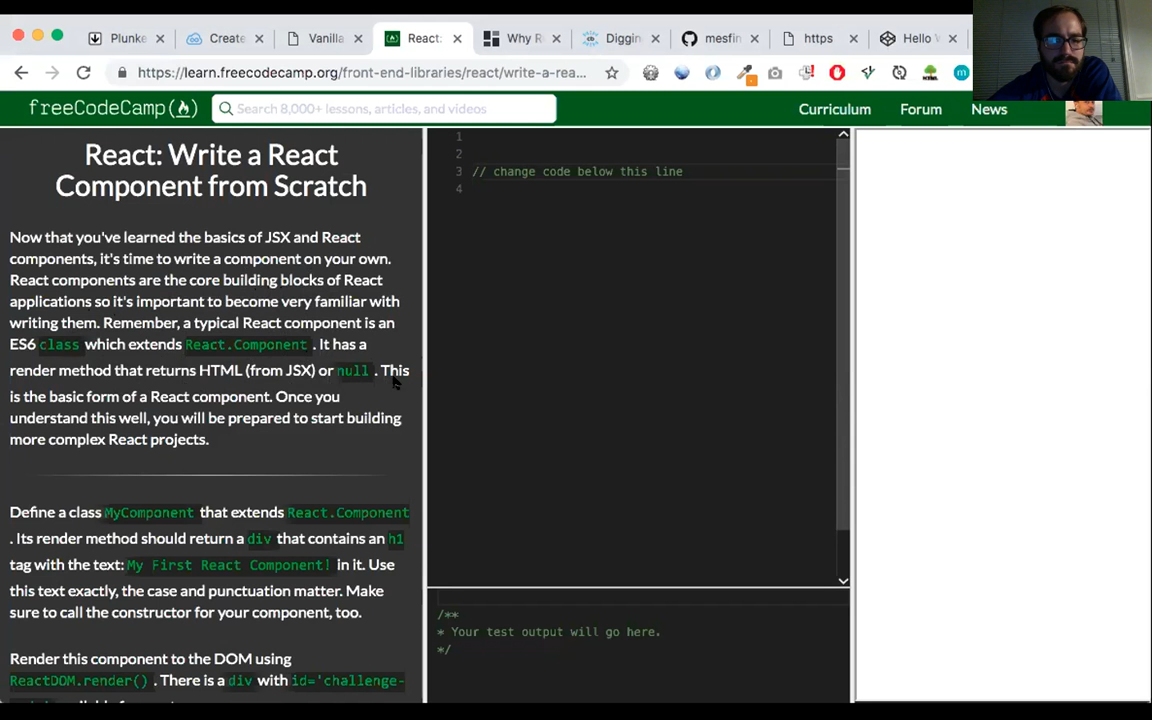 Plunke
Create
Vanilla
React:
Why R
Diggin
mesfin
https
Hello
https://learn.freecodecamp.org/front-end-libraries/react/write-a-rea...
freeCodeCamp
Search 8,000+ lessons, articles, and videos
Curriculum
Forum
News
React: Write a React
Component from Scratch
Now that you've learned the basics of JSX and React
components, it's time to write a component on your own.
React components are the core building blocks of React
applications so it's important to become very familiar with
writing them. Remember, a typical React component is an
ES6 class which extends React.Component . It has a
render method that returns HTML (from JSX) or null . This
is the basic form of a React component. Once you
understand this well, you will be prepared to start building
more complex React projects.
Define a class MyComponent that extends React.Component
. Its render method should return a div that contains an h1
tag with the text: My First React Component! in it. Use
this text exactly, the case and punctuation matter. Make
sure to call the constructor for your component, too.
Render this component to the DOM using
ReactDOM.render() . There is a div with id='challenge-
1
2
3 // change code below this line
4
/**
* Your test output will go here.
*/